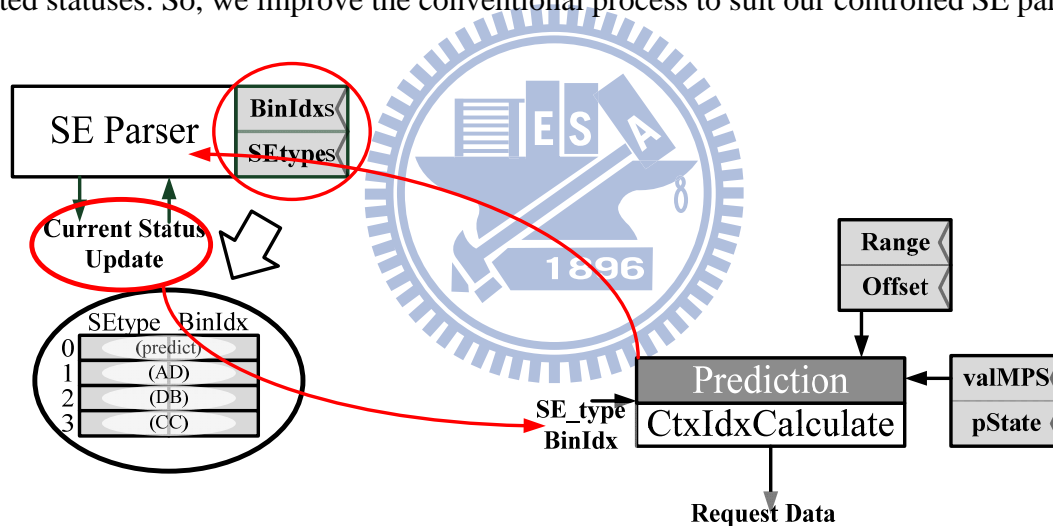 ted statuses. So, we improve the conventional process to suit our controlled SE par
BinIdxs
SE Parser
SEtypes
Current Status
Update
SEtype BinIdx
0 (predict)
1 (AD)
2 (DB)
3 (CC)
E S A
1896
Range
Offset
Prediction
valMPS
SE_type
BinIdx
CtxIdxCalculate
pState
Request Data